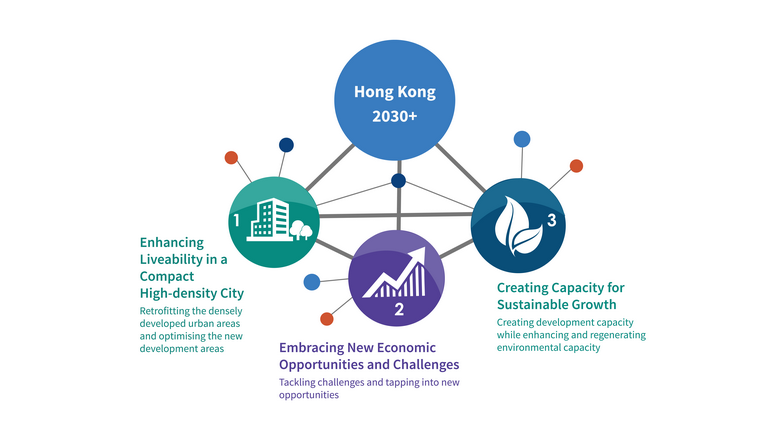 Hong Kong
2030+
1
Enhancing
Liveability in a
Compact
High-density City
Retrofitting the densely
developed urban areas
and optimising the new
development areas
2
Embracing New Economic
Opportunities and Challenges
Tackling challenges and tapping into new
opportunities
3
Creating Capacity for
Sustainable Growth
Creating development capacity
while enhancing and regenerating
environmental capacity